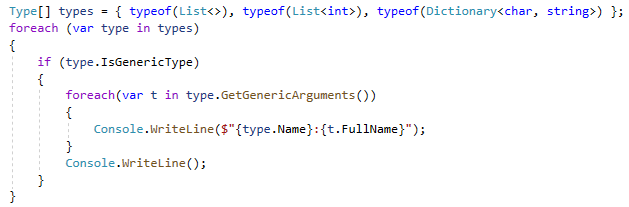 Type[] types = { typeof(List<>), typeof(List<int>), typeof(Dictionary<char, string>) };
foreach (var type in types)
{
    if (type.IsGenericType)
    {
        foreach(var t in type.GetGenericArguments())
        {
            Console.WriteLine($"{type.Name}:{t.FullName}");
        }
        Console.WriteLine();
    }
}